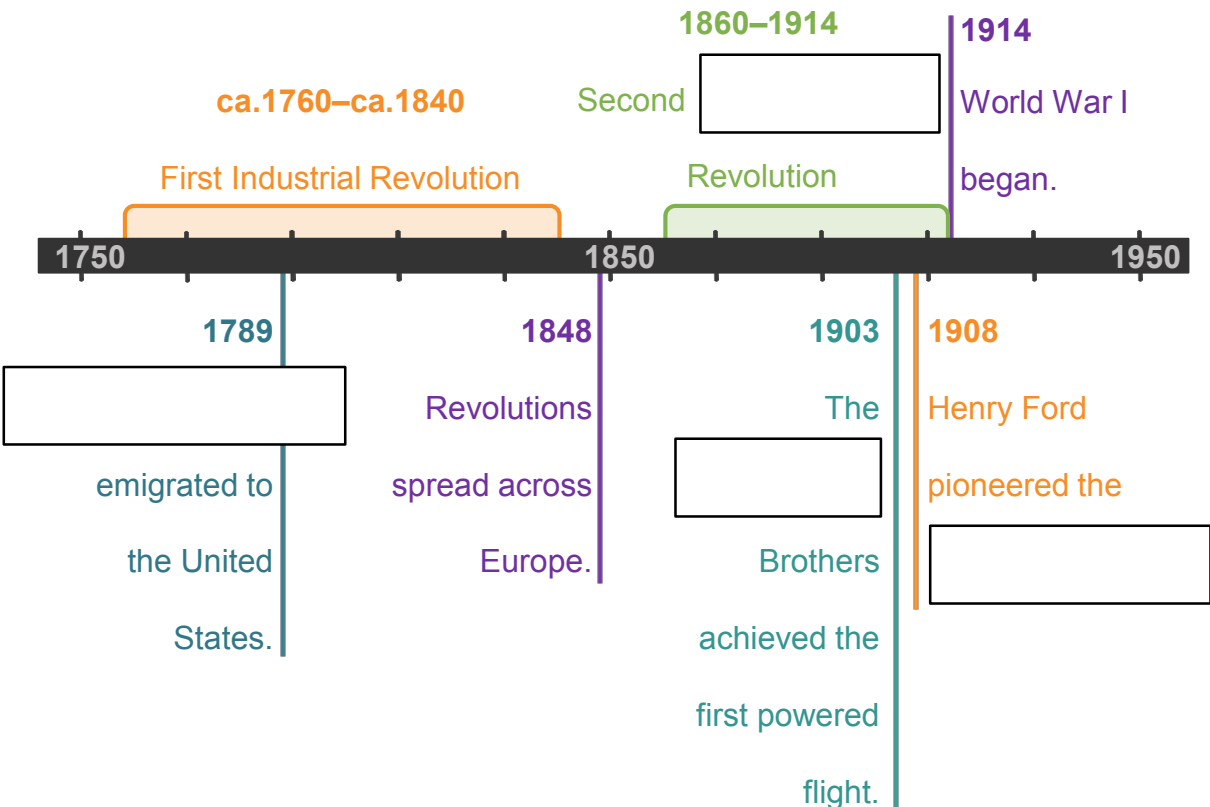 1860–1914
Second
Revolution
1914
World War I
began.
ca.1760–ca.1840
First Industrial Revolution
1750
1850
1950
1789
emigrated to
the United
States.
1848
Revolutions
spread across
Europe.
1903
The
Brothers
achieved the
first powered
flight.
1908
Henry Ford
pioneered the